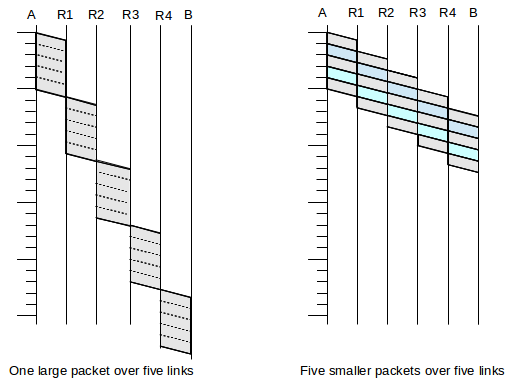 A R1 R2 R3 R4 B
A R1 R2 R3 R4 B
One large packet over five links
Five smaller packets over five links